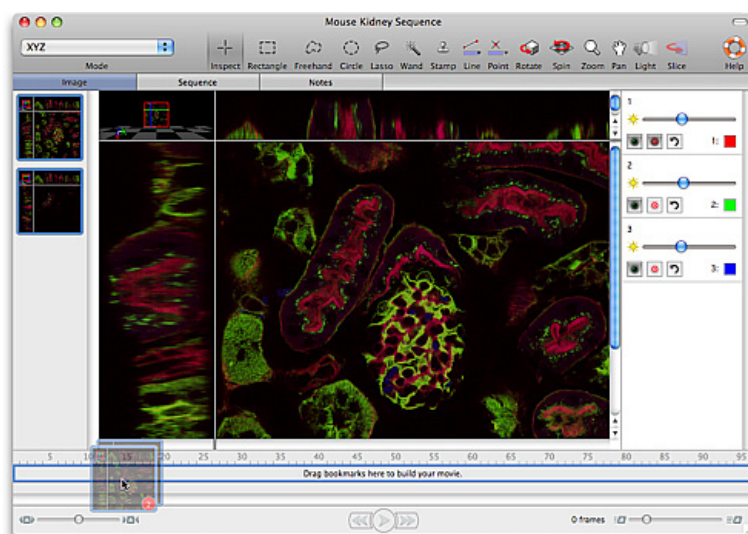 Mouse Kidney Sequence
XYZ
Mode
Inspect Rectangle Freehand Circle Lasso Wand Stamp Line Point Rotate Spin Zoom Pan Light Slice Help
Image Sequence Notes
1
1:
2
2:
3
3:
5 10 15 20 25 30 35 40 45 50 55 60 65 70 75 80 85 90 95
Drag bookmarks here to build your movie.
2
0 frames